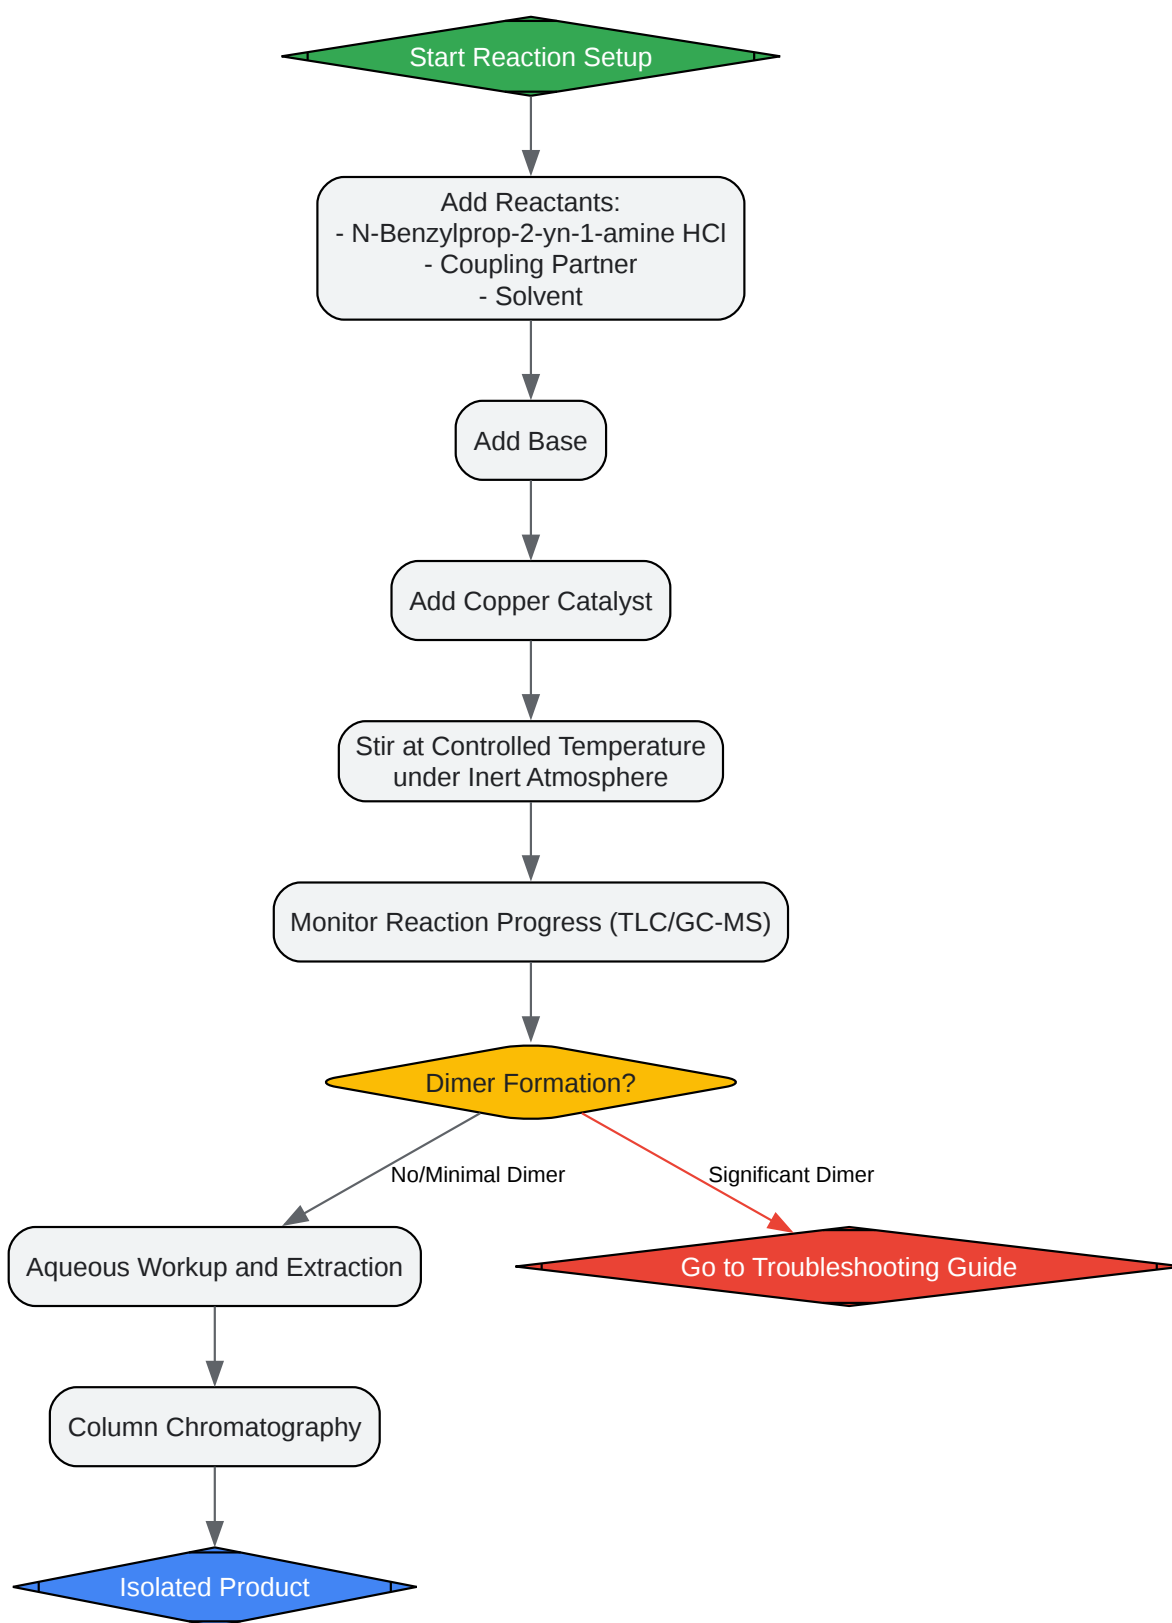 Start Reaction Setup
Add Reactants:
- N-Benzylprop-2-yn-1-amine HCl
- Coupling Partner
- Solvent
Add Base
Add Copper Catalyst
Stir at Controlled Temperature
under Inert Atmosphere
Monitor Reaction Progress (TLC/GC-MS)
Dimer Formation?
No/Minimal Dimer
Significant Dimer
Aqueous Workup and Extraction
Go to Troubleshooting Guide
Column Chromatography
Isolated Product